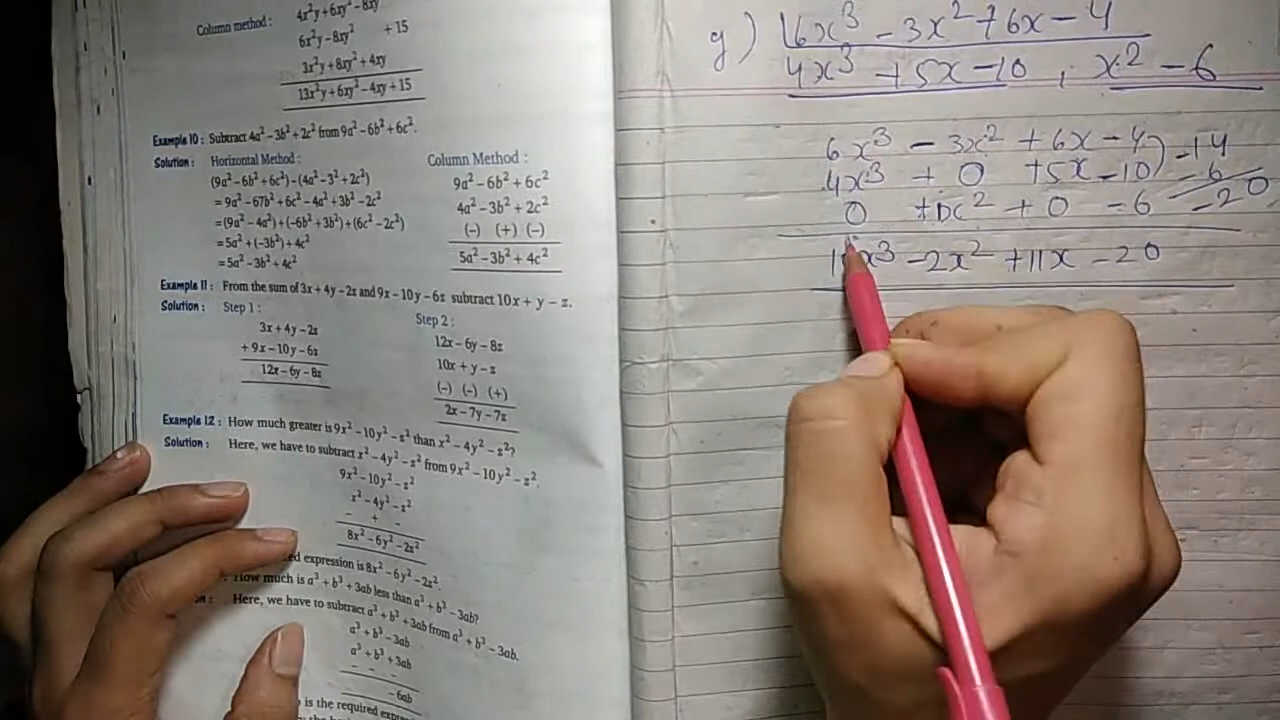 Column method :
4x²y + 6xy² – 8xy
6x²y – 8xy² + 15
3x²y + 8xy² + 4xy
13x²y + 6xy² – 4xy + 15
Example 10 : Subtract 4a² – 3b² + 2c² from 9a² – 6b² + 6c².
Solution : Horizontal Method :
(9a² – 6b² + 6c²) – (4a² – 3² + 2c²)
= 9a² – 67b² + 6c² – 4a² + 3b² – 2c²
= (9a² – 4a²) + (–6b² + 3b²) + (6c² – 2c²)
= 5a² + (–3b²) + 4c²
= 5a² – 3b² + 4c²
Column Method :
9a² – 6b² + 6c²
4a² – 3b² + 2c²
(–) (+) (–)
5a² – 3b² + 4c²
Example 11 : From the sum of 3x + 4y – 2z and 9x – 10y – 6z subtract 10x + y – z.
Solution : Step 1 :
3x + 4y – 2z
+ 9x – 10y – 6z
12x – 6y – 8z
Step 2 :
12x – 6y – 8z
10x + y – z
(–) (–) (+)
2x – 7y – 7z
Example 12 : How much greater is 9x² – 10y² – z² than x² – 4y² – z²?
Solution : Here, we have to subtract x² – 4y² – z² from 9x² – 10y² – z².
9x² – 10y² – z²
x² – 4y² – z²
– + –
8x² – 6y² – 2z²
ed expression is 8x² – 6y² – 2z².
: How much is a³ + b³ + 3ab less than a³ + b³ – 3ab?
on : Here, we have to subtract a³ + b³ + 3ab from a³ + b³ – 3ab.
a³ + b³ – 3ab
a³ + b³ + 3ab
– – –
– 6ab
is the required expre
g) 6x³ – 3x² + 6x – 4
4x³ + 5x – 10 , x² – 6
6x³ – 3x² + 6x – 4) –14
4x³ + 0 + 5x – 10) – 6
0 + x² + 0 – 6 – 20
x³ – 2x² + 11x – 20